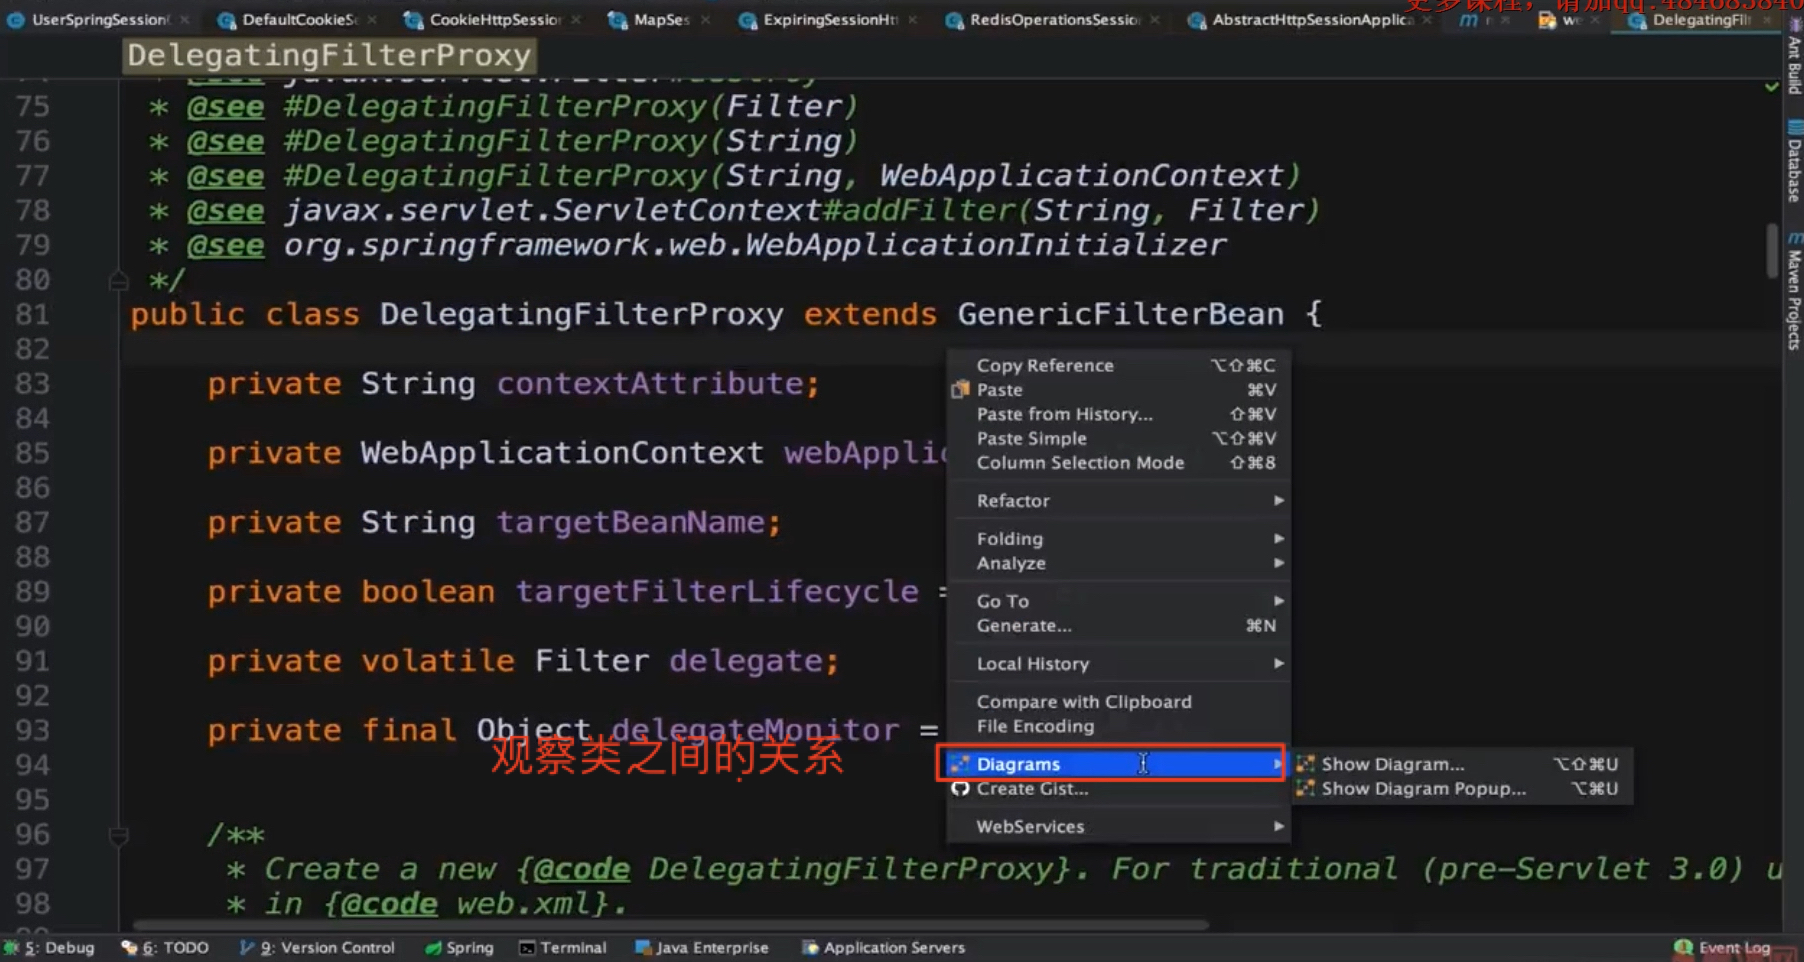 更多课程，请加qq:484683840
UserSpringSession DefaultCookieS CookieHttpSession MapSes ExpiringSessionHt RedisOperationsSessio AbstractHttpSessionApplica m DelegatingFilt
DelegatingFilterProxy
75 * @see #DelegatingFilterProxy(Filter)
76 * @see #DelegatingFilterProxy(String)
77 * @see #DelegatingFilterProxy(String, WebApplicationContext)
78 * @see javax.servlet.ServletContext#addFilter(String, Filter)
79 * @see org.springframework.web.WebApplicationInitializer
80 */
81 public class DelegatingFilterProxy extends GenericFilterBean {
82
83 private String contextAttribute;
84
85 private WebApplicationContext webApplic
86
87 private String targetBeanName;
88
89 private boolean targetFilterLifecycle =
90
91 private volatile Filter delegate;
92
93 private final Object delegateMonitor =
94
95
96 /**
97 * Create a new {@code DelegatingFilterProxy}. For traditional (pre-Servlet 3.0) u
98 * in {@code web.xml}.
观察类之间的关系
Copy Reference ⌥⇧⌘C
Paste ⌘V
Paste from History... ⇧⌘V
Paste Simple ⌥⇧⌘V
Column Selection Mode ⇧⌘8
Refactor
Folding
Analyze
Go To
Generate... ⌘N
Local History
Compare with Clipboard
File Encoding
Diagrams
Create Gist...
WebServices
Show Diagram... ⌥⇧⌘U
Show Diagram Popup... ⌥⌘U
Ant Build
Database
m Maven Projects
5: Debug 6: TODO 9: Version Control Spring Terminal Java Enterprise Application Servers Event Log